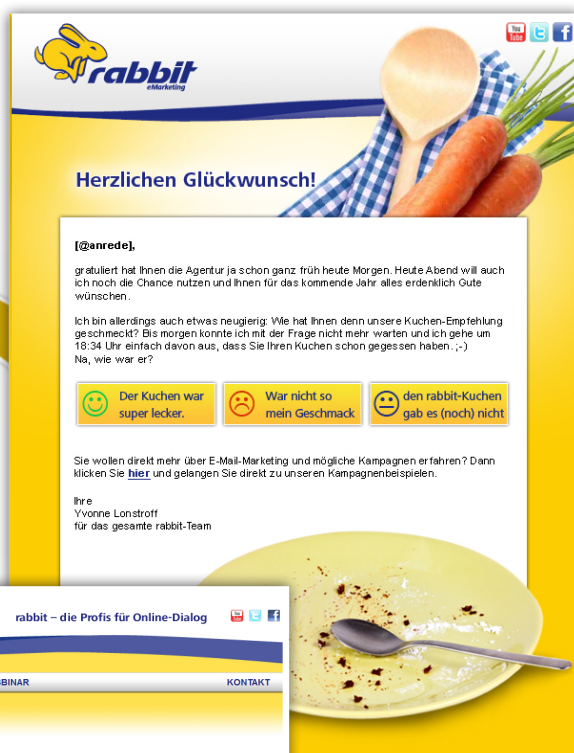 rabbit
eMarketing
You
Tube
Herzlichen Glückwunsch!
[@anrede],
gratuliert hat Ihnen die Agentur ja schon ganz früh heute Morgen. Heute Abend will auch
ich noch die Chance nutzen und Ihnen für das kommende Jahr alles erdenklich Gute
wünschen.
Ich bin allerdings auch etwas neugierig: Wie hat Ihnen denn unsere Kuchen-Empfehlung
geschmeckt? Bis morgen konnte ich mit der Frage nicht mehr warten und ich gehe um
18:34 Uhr einfach davon aus, dass Sie Ihren Kuchen schon gegessen haben. ;-)
Na, wie war er?
Der Kuchen war
super lecker.
War nicht so
mein Geschmack
den rabbit-Kuchen
gab es (noch) nicht
Sie wollen direkt mehr über E-Mail-Marketing und mögliche Kampagnen erfahren? Dann
klicken Sie hier und gelangen Sie direkt zu unseren Kampagnenbeispielen.
Ihre
Yvonne Lonstroff
für das gesamte rabbit-Team
rabbit – die Profis für Online-Dialog
You
Tube
BINAR
KONTAKT